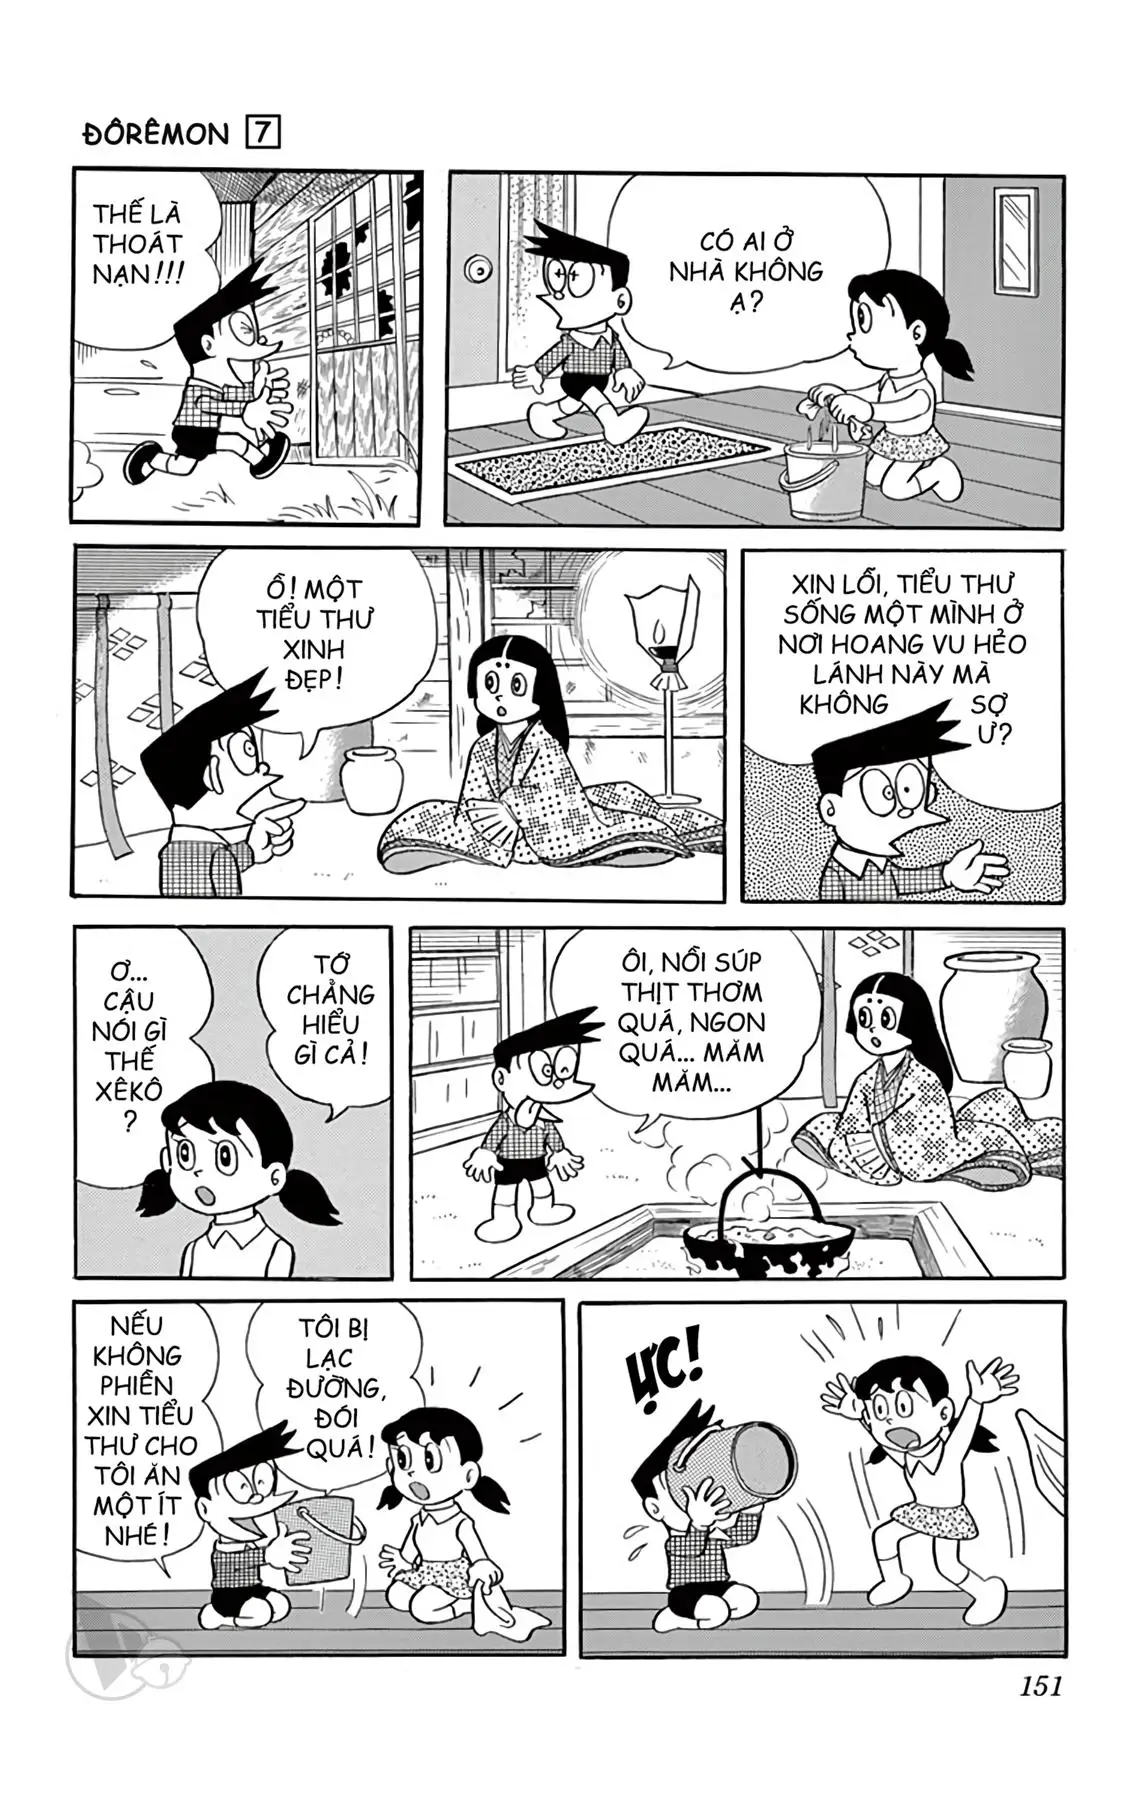 ĐÔRÊMON 7
THẾ LÀ
THOÁT
NẠN!!!
CÓ AI Ở
NHÀ KHÔNG
Ạ?
Ồ! MỘT
TIỂU THƯ
XINH
ĐẸP!
XIN LỖI, TIỂU THƯ
SỐNG MỘT MÌNH Ở
NƠI HOANG VU HẺO
LÁNH NÀY MÀ
KHÔNG SỢ
Ư?
Ơ...
CẬU
NÓI GÌ
THẾ
XÊKÔ
?
TỚ
CHẲNG
HIỂU
GÌ CẢ!
ÔI, NỒI SÚP
THỊT THƠM
QUÁ, NGON
QUÁ... MĂM
MĂM...
NẾU
KHÔNG
PHIỀN
XIN TIỂU
THƯ CHO
TÔI ĂN
MỘT ÍT
NHÉ!
TÔI BỊ
LẠC
ĐƯỜNG,
ĐÓI
QUÁ!
ỰC!
151